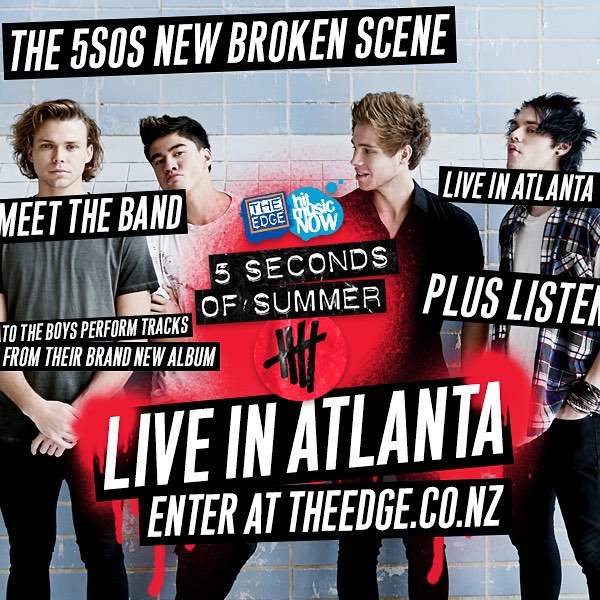 THE 5SOS NEW BROKEN SCENE
MEET THE BAND
LIVE IN ATLANTA
THE
EDGE
hit
music
NOW
5 SECONDS
OF SUMMER
PLUS LISTEN
ATO THE BOYS PERFORM TRACKS
FROM THEIR BRAND NEW ALBUM
LIVE IN ATLANTA
ENTER AT THEEDGE.CO.NZ